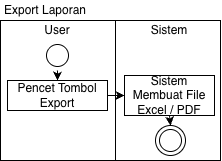 Export Laporan
User
Sistem
Pencet Tombol
Export
Sistem
Membuat File
Excel / PDF